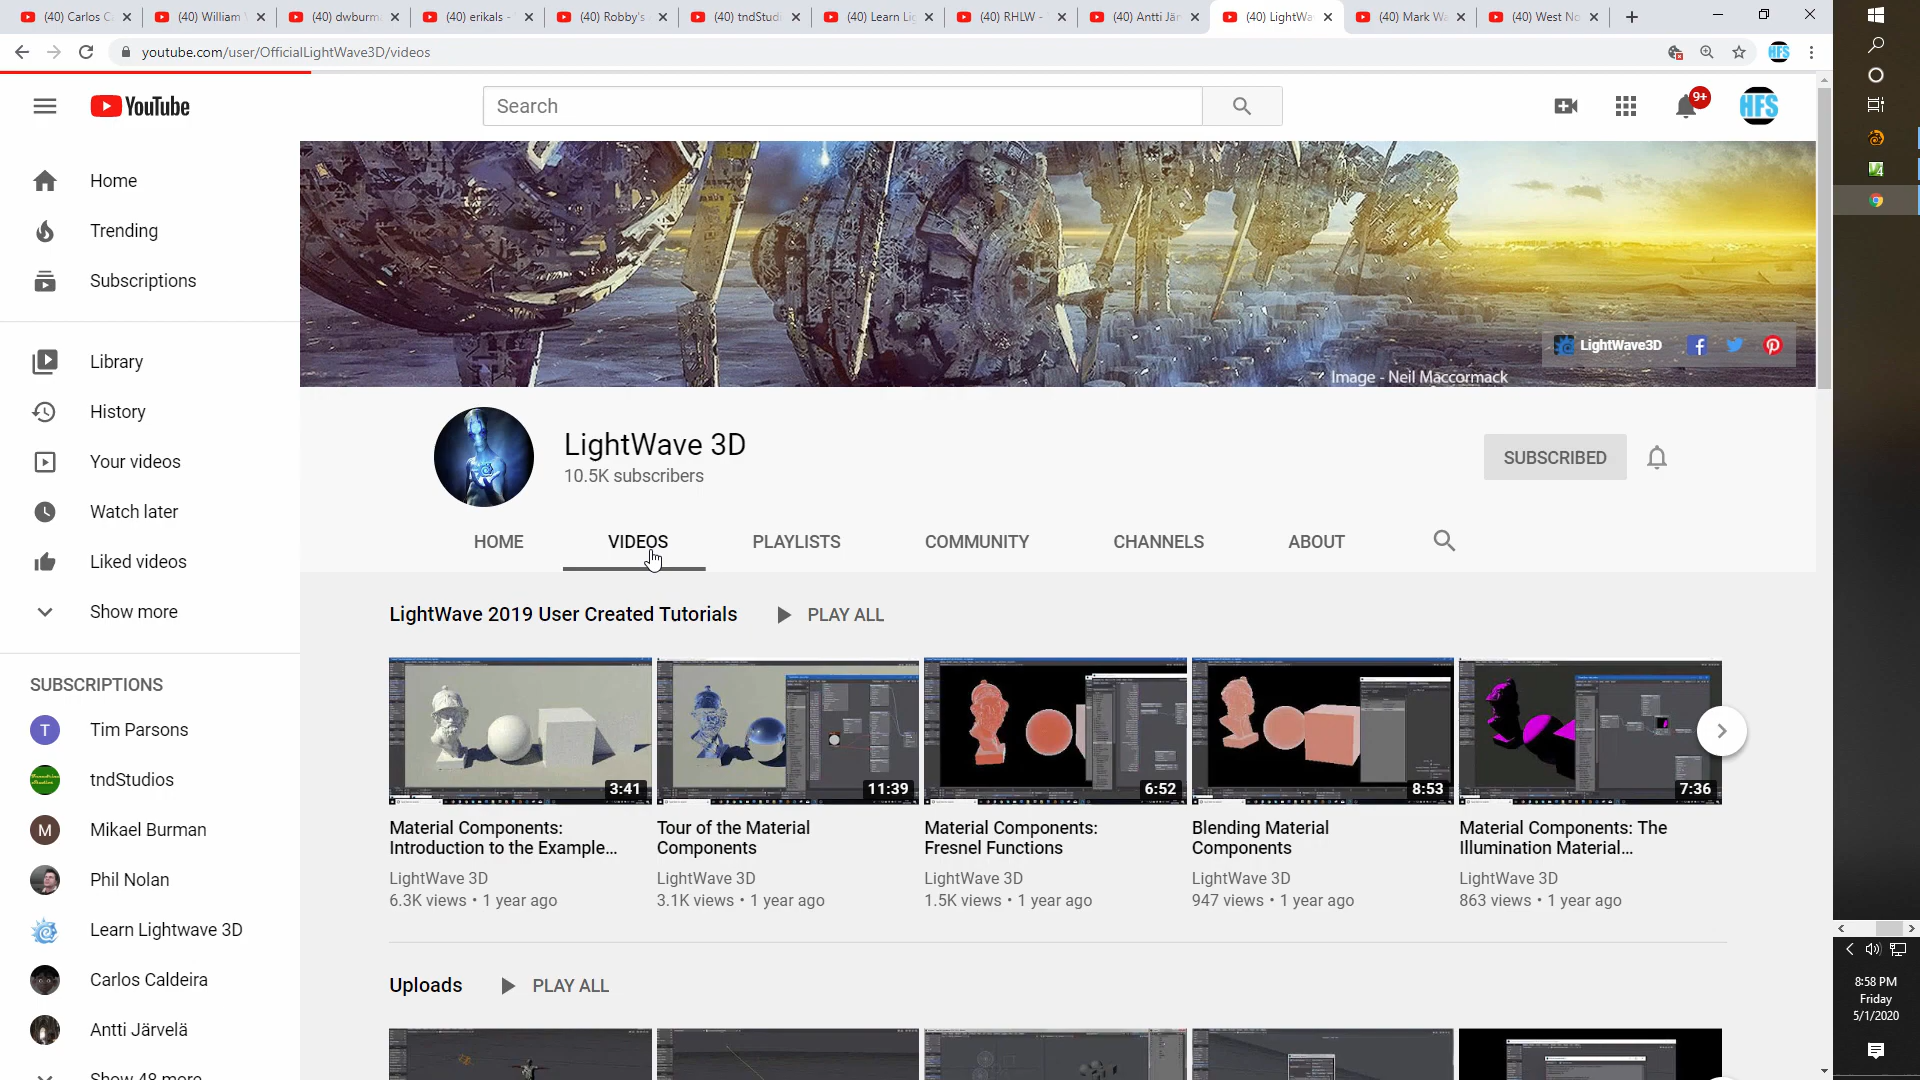 (40) Carlos C
(40) William
(40) dwburm
(40) erikals -
(40) Robby's
(40) tndStud
(40) Learn Li
(40) RHLW -
(40) Antti Jär
(40) LightWa
(40) Mark W
(40) West No
youtube.com/user/OfficialLightWave3D/videos
HFS
YouTube
Search
9+
HFS
Home
Trending
Subscriptions
Library
History
Your videos
Watch later
Liked videos
Show more
SUBSCRIPTIONS
T Tim Parsons
tndStudios
M Mikael Burman
Phil Nolan
Learn Lightwave 3D
Carlos Caldeira
Antti Järvelä
Show 48 more
LightWave3D
Image - Neil Maccormack
LightWave 3D
10.5K subscribers
SUBSCRIBED
HOME VIDEOS PLAYLISTS COMMUNITY CHANNELS ABOUT
LightWave 2019 User Created Tutorials PLAY ALL
3:41
11:39
6:52
8:53
7:36
Material Components:
Introduction to the Example...
LightWave 3D
6.3K views • 1 year ago
Tour of the Material
Components
LightWave 3D
3.1K views • 1 year ago
Material Components:
Fresnel Functions
LightWave 3D
1.5K views • 1 year ago
Blending Material
Components
LightWave 3D
947 views • 1 year ago
Material Components: The
Illumination Material...
LightWave 3D
863 views • 1 year ago
Uploads PLAY ALL
8:58 PM
Friday
5/1/2020